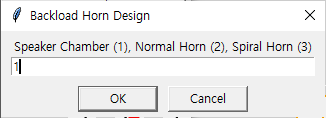 Backload Horn Design
Speaker Chamber (1), Normal Horn (2), Spiral Horn (3)
1
OK Cancel